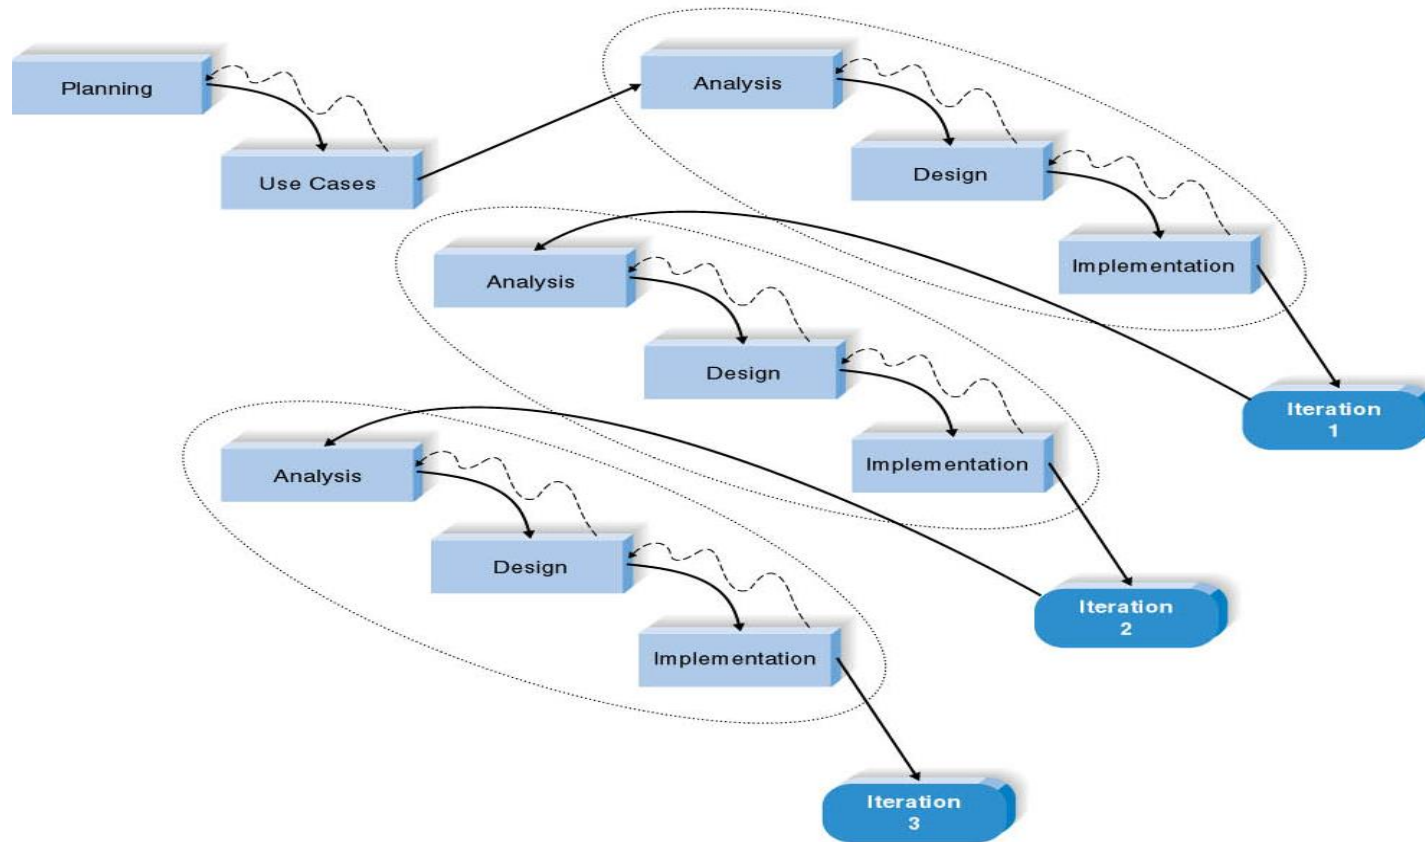 Planning
Use Cases
Analysis
Design
Implementation
Iteration
1
Analysis
Design
Implementation
Iteration
2
Analysis
Design
Implementation
Iteration
3